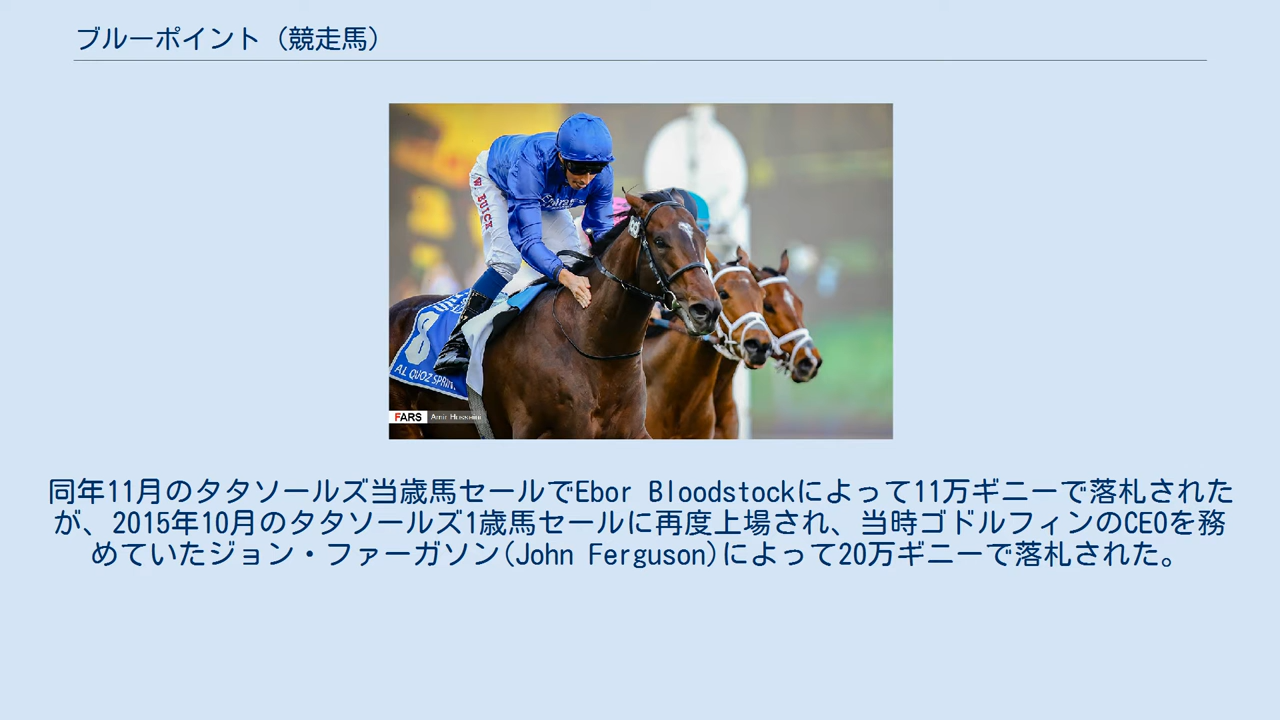 ブルーポイント（競走馬）
W. BUICK
8
AL QUOZ SPRINT
FARS Amir Hosseini
同年11月のタタソールズ当歳馬セールでEbor Bloodstockによって11万ギニーで落札された
が、2015年10月のタタソールズ1歳馬セールに再度上場され、当時ゴドルフィンのCEOを務
めていたジョン・ファーガソン(John Ferguson)によって20万ギニーで落札された。